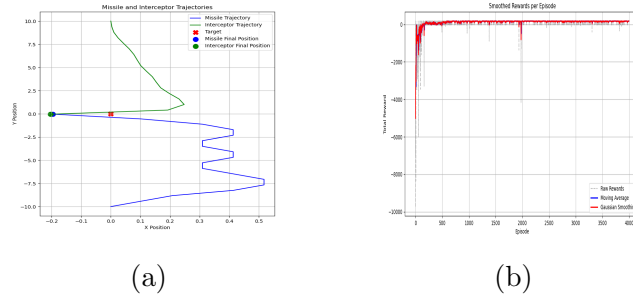 Missile and Interceptor Trajectories
Missile Trajectory
Interceptor Trajectory
Target
Missile Final Position
Interceptor Final Position
Y Position
10.0
7.5
5.0
2.5
0.0
−2.5
−5.0
−7.5
−10.0
−0.2
−0.1
0.0
0.1
0.2
0.3
0.4
0.5
X Position
(a)
Smoothed Rewards per Episode
Total Reward
0
−2000
−4000
−6000
−8000
−10000
0
500
1000
1500
2000
2500
3000
3500
4000
Episode
Raw Rewards
Moving Average
Gaussian Smoothin
(b)